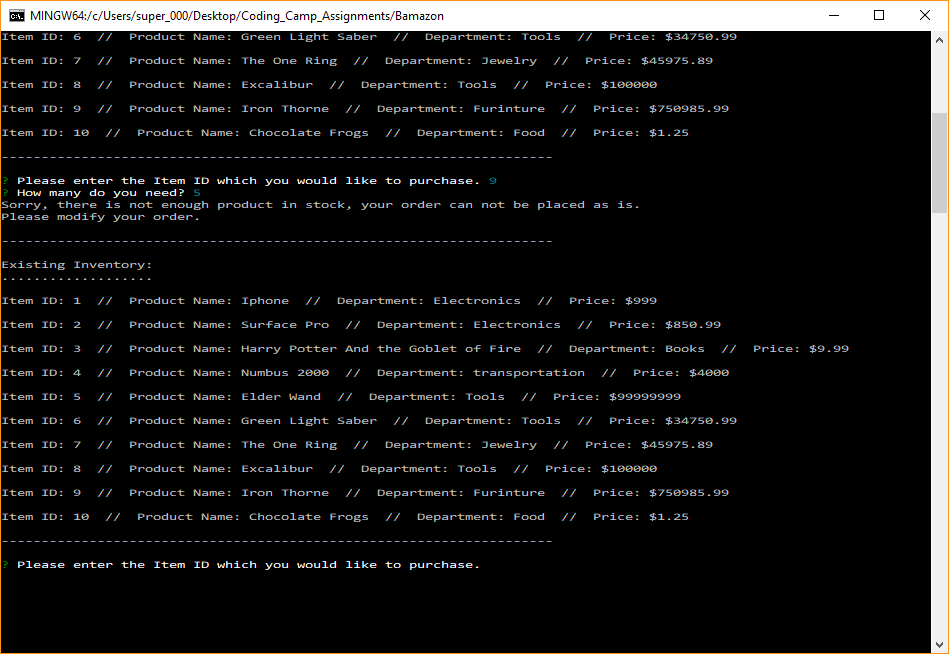 MINGW64:/c/Users/super_000/Desktop/Coding_Camp_Assignments/Bamazon
Item ID: 6  //  Product Name: Green Light Saber  //  Department: Tools  //  Price: $34750.99
Item ID: 7  //  Product Name: The One Ring  //  Department: Jewelry  //  Price: $45975.89
Item ID: 8  //  Product Name: Excalibur  //  Department: Tools  //  Price: $100000
Item ID: 9  //  Product Name: Iron Thorne  //  Department: Furinture  //  Price: $750985.99
Item ID: 10  //  Product Name: Chocolate Frogs  //  Department: Food  //  Price: $1.25
---------------------------------------------------------------------
? Please enter the Item ID which you would like to purchase. 9
? How many do you need? 5
Sorry, there is not enough product in stock, your order can not be placed as is.
Please modify your order.
---------------------------------------------------------------------
Existing Inventory:
...................
Item ID: 1  //  Product Name: Iphone  //  Department: Electronics  //  Price: $999
Item ID: 2  //  Product Name: Surface Pro  //  Department: Electronics  //  Price: $850.99
Item ID: 3  //  Product Name: Harry Potter And the Goblet of Fire  //  Department: Books  //  Price: $9.99
Item ID: 4  //  Product Name: Numbus 2000  //  Department: transportation  //  Price: $4000
Item ID: 5  //  Product Name: Elder Wand  //  Department: Tools  //  Price: $99999999
Item ID: 6  //  Product Name: Green Light Saber  //  Department: Tools  //  Price: $34750.99
Item ID: 7  //  Product Name: The One Ring  //  Department: Jewelry  //  Price: $45975.89
Item ID: 8  //  Product Name: Excalibur  //  Department: Tools  //  Price: $100000
Item ID: 9  //  Product Name: Iron Thorne  //  Department: Furinture  //  Price: $750985.99
Item ID: 10  //  Product Name: Chocolate Frogs  //  Department: Food  //  Price: $1.25
---------------------------------------------------------------------
? Please enter the Item ID which you would like to purchase.